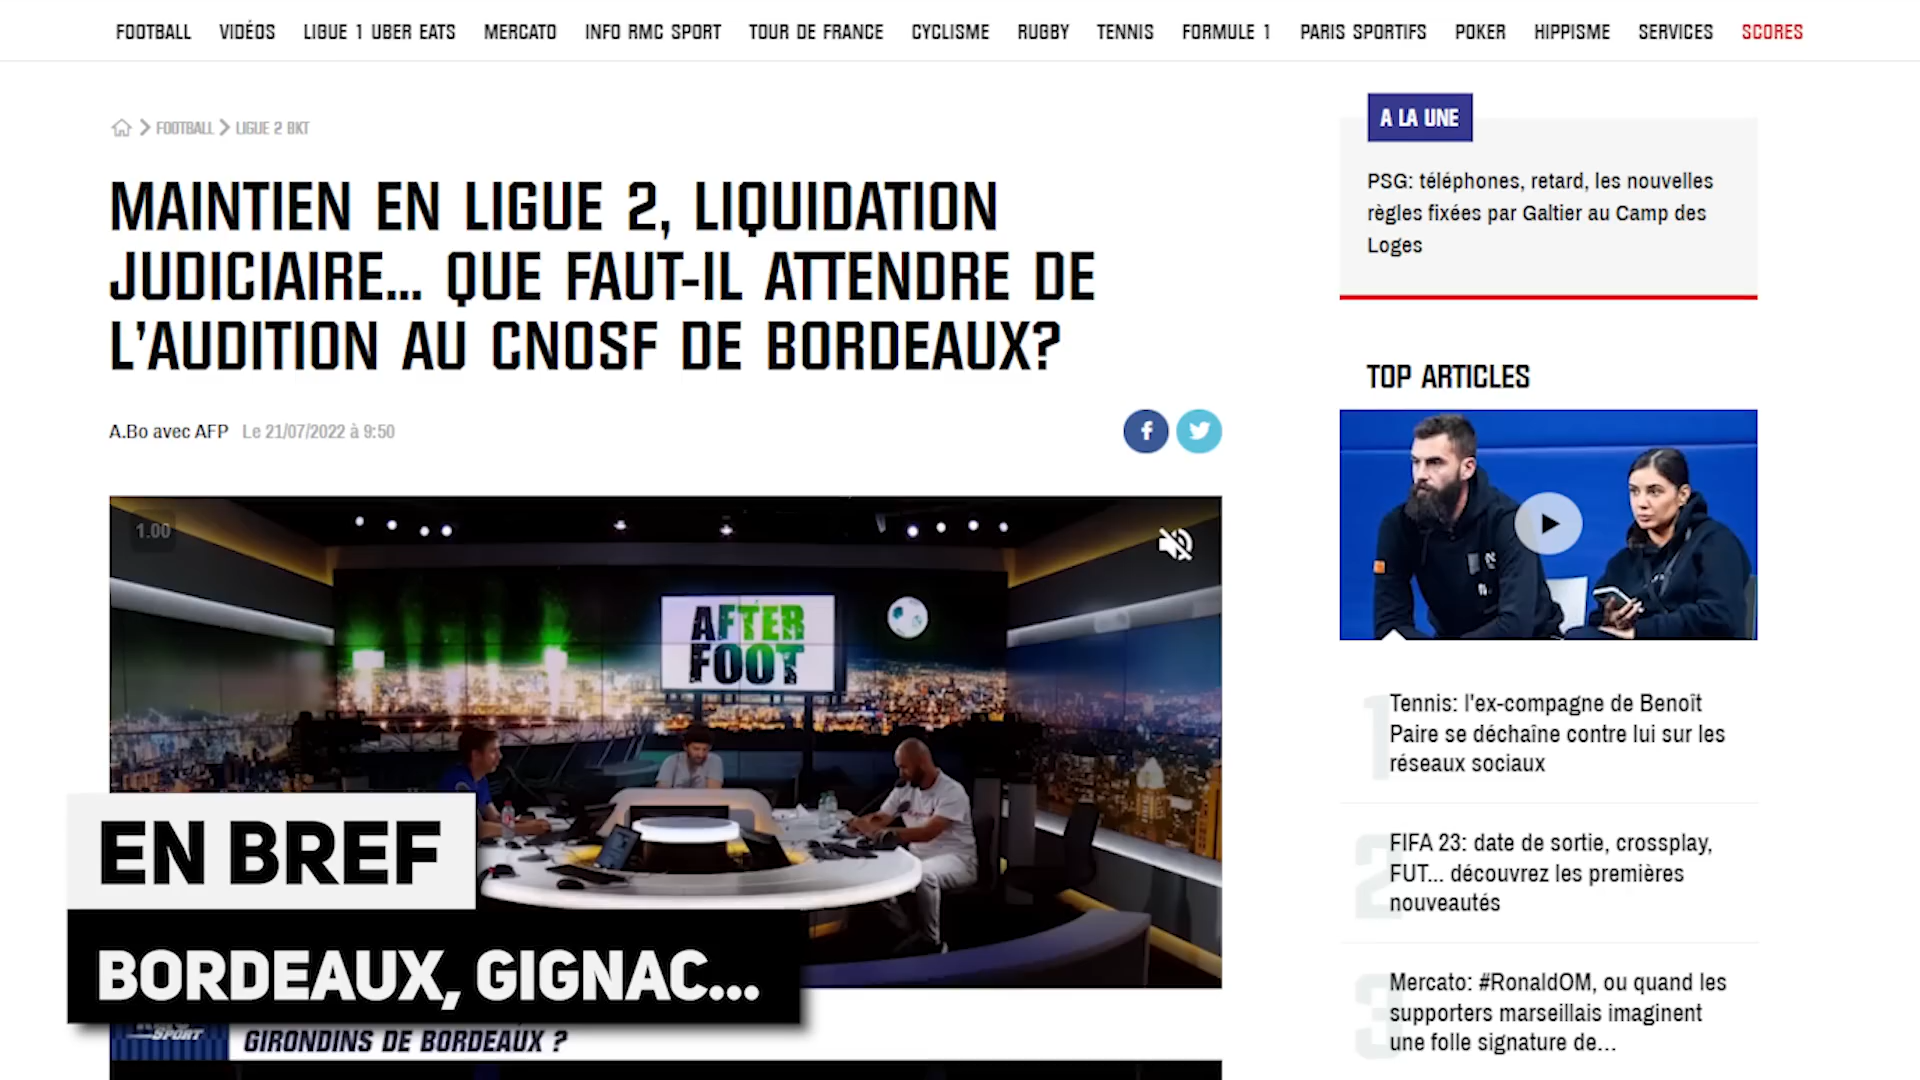 FOOTBALL VIDÉOS LIGUE 1 UBER EATS MERCATO INFO RMC SPORT TOUR DE FRANCE CYCLISME RUGBY TENNIS FORMULE 1 PARIS SPORTIFS POKER HIPPISME SERVICES SCORES
FOOTBALL LIGUE 2 BKT
MAINTIEN EN LIGUE 2, LIQUIDATION
JUDICIAIRE... QUE FAUT-IL ATTENDRE DE
L'AUDITION AU CNOSF DE BORDEAUX?
A.Bo avec AFP Le 21/07/2022 à 9:50
1.00
AFTER
FOOT
EN BREF
BORDEAUX, GIGNAC...
SPORT
GIRONDINS DE BORDEAUX ?
A LA UNE
PSG: téléphones, retard, les nouvelles
règles fixées par Galtier au Camp des
Loges
TOP ARTICLES
1
Tennis: l'ex-compagne de Benoît
Paire se déchaîne contre lui sur les
réseaux sociaux
2
FIFA 23: date de sortie, crossplay,
FUT... découvrez les premières
nouveautés
3
Mercato: #RonaldOM, ou quand les
supporters marseillais imaginent
une folle signature de...